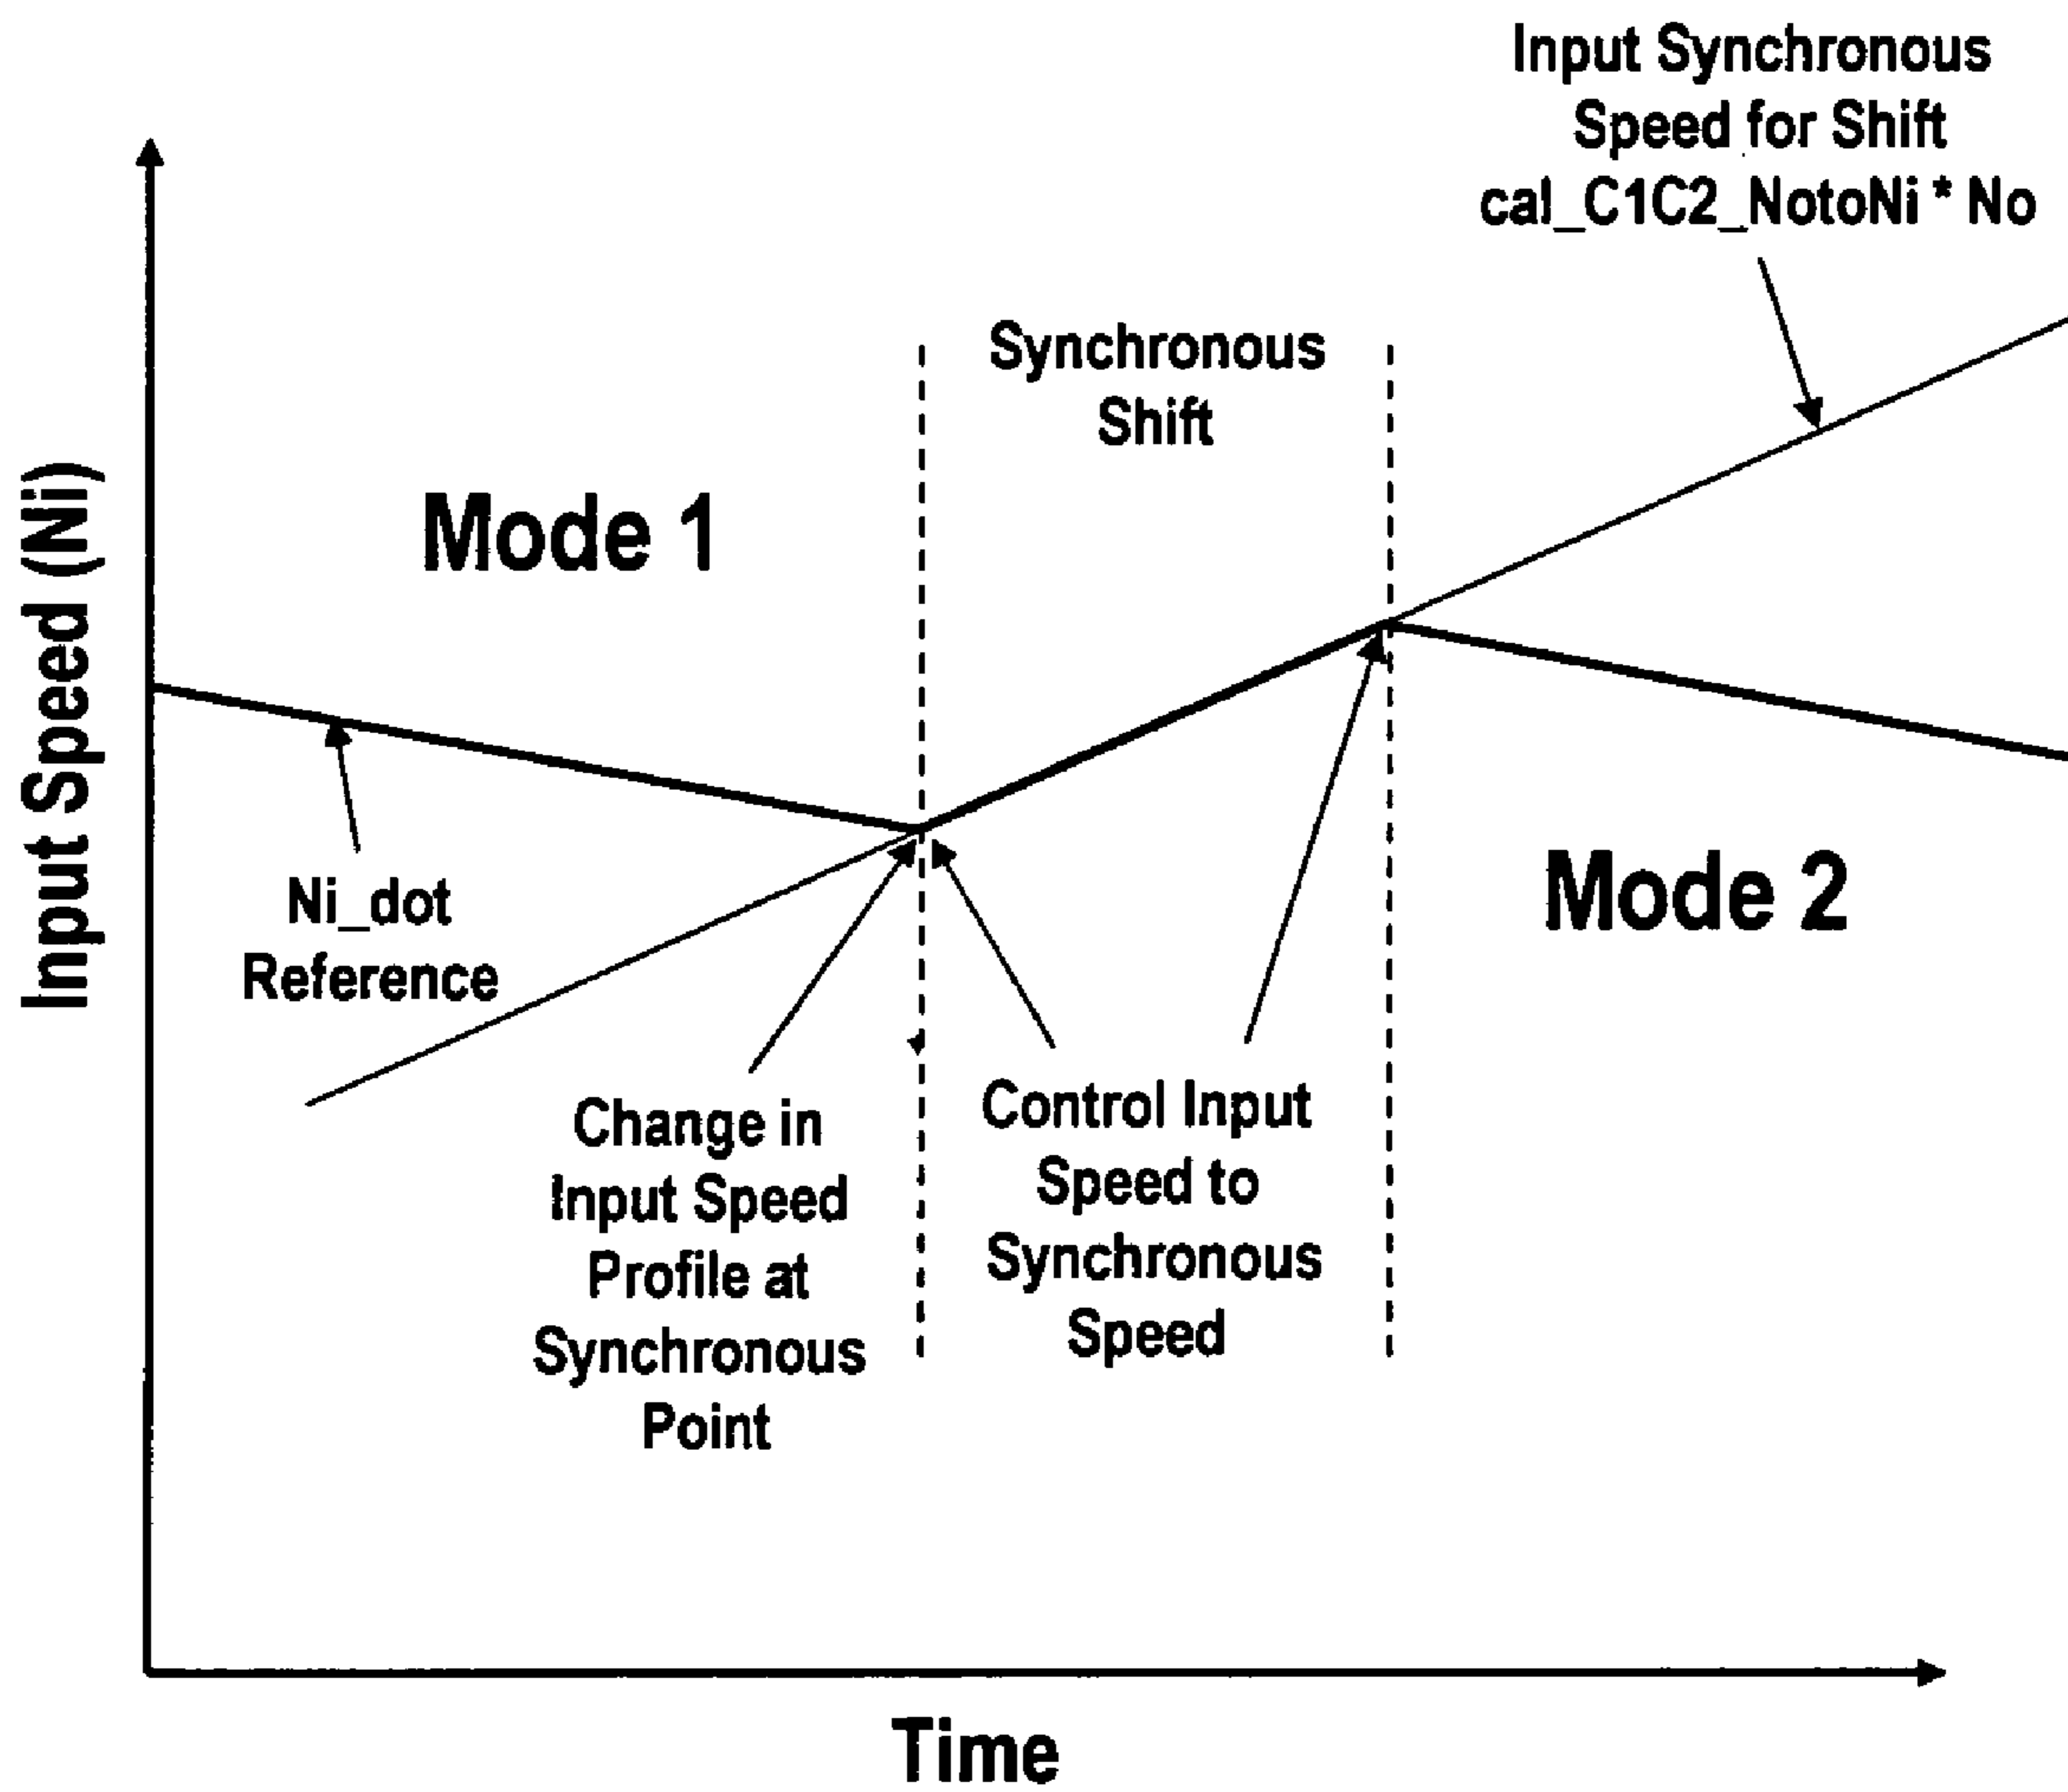 Input Synchronous
Speed for Shift
cal_C1C2_NotoNi * No
Synchronous
Shift
Mode 1
Input Speed (Ni)
Ni_dot
Reference
Mode 2
Change in
Input Speed
Profile at
Synchronous
Point
Control Input
Speed to
Synchronous
Speed
Time